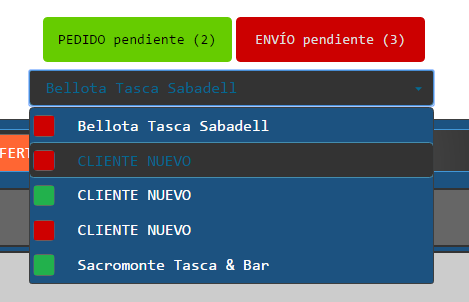 PEDIDO pendiente (2)
ENVÍO pendiente (3)
Bellota Tasca Sabadell
Bellota Tasca Sabadell
FERT
CLIENTE NUEVO
CLIENTE NUEVO
CLIENTE NUEVO
Sacromonte Tasca & Bar